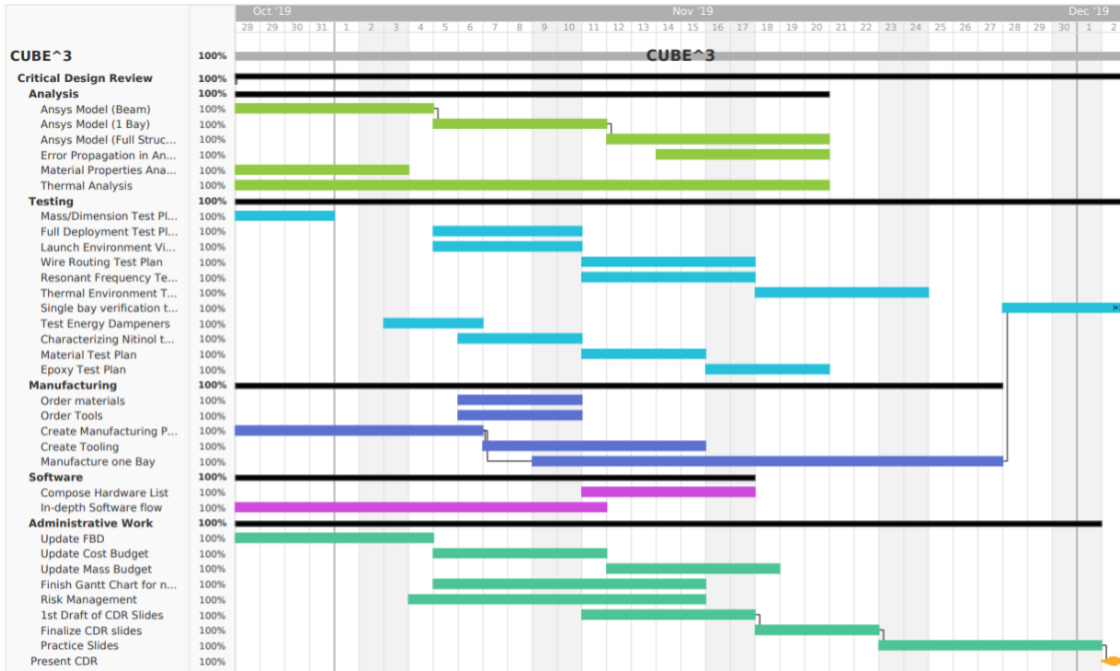 Oct '19 Nov '19 Dec '19
28 29 30 31 1 2 3 4 5 6 7 8 9 10 11 12 13 14 15 16 17 18 19 20 21 22 23 24 25 26 27 28 29 30 1 2
CUBE^3 100% CUBE^3
Critical Design Review 100%
Analysis 100%
Ansys Model (Beam) 100%
Ansys Model (1 Bay) 100%
Ansys Model (Full Struc... 100%
Error Propagation in An... 100%
Material Properties Ana... 100%
Thermal Analysis 100%
Testing 100%
Mass/Dimension Test Pl... 100%
Full Deployment Test Pl... 100%
Launch Environment Vi... 100%
Wire Routing Test Plan 100%
Resonant Frequency Te... 100%
Thermal Environment T... 100%
Single bay verification t... 100%
Test Energy Dampeners 100%
Characterizing Nitinol t... 100%
Material Test Plan 100%
Epoxy Test Plan 100%
Manufacturing 100%
Order materials 100%
Order Tools 100%
Create Manufacturing P... 100%
Create Tooling 100%
Manufacture one Bay 100%
Software 100%
Compose Hardware List 100%
In-depth Software flow 100%
Administrative Work 100%
Update FBD 100%
Update Cost Budget 100%
Update Mass Budget 100%
Finish Gantt Chart for n... 100%
Risk Management 100%
1st Draft of CDR Slides 100%
Finalize CDR slides 100%
Practice Slides 100%
Present CDR 100%